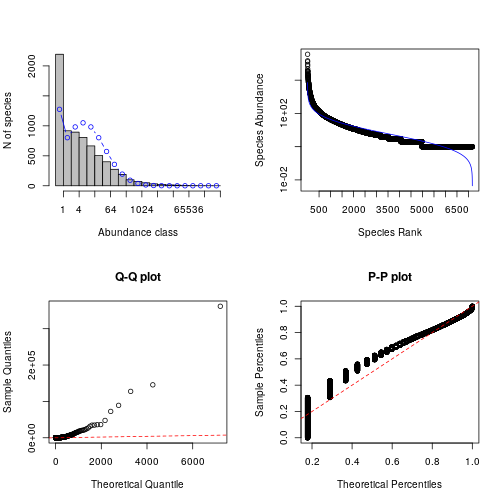 N of species
0 500 1000 2000
1 4 64 1024 65536
Abundance class
Species Abundance
1e-02 1e+02
500 2000 3500 5000 6500
Species Rank
Q-Q plot
Sample Quantiles
0e+00 2e+05
0 2000 4000 6000
Theoretical Quantile
P-P plot
Sample Percentiles
0.0 0.2 0.4 0.6 0.8 1.0
0.2 0.4 0.6 0.8 1.0
Theoretical Percentiles